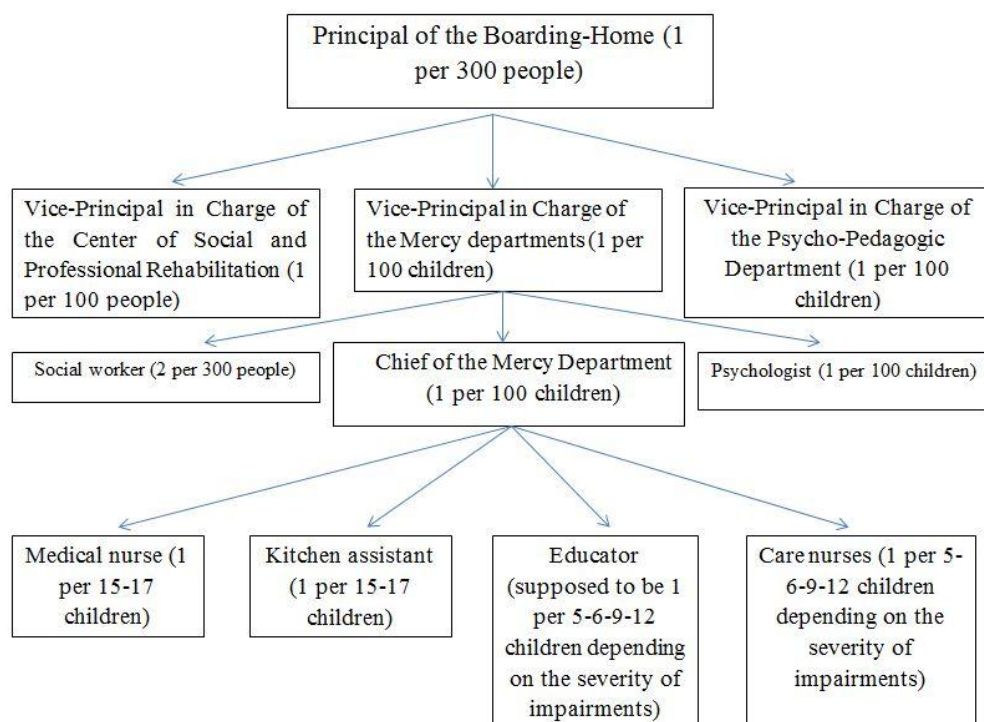 Principal of the Boarding-Home (1
per 300 people)
Vice-Principal in Charge of
the Center of Social and
Professional Rehabilitation (1
per 100 people)
Vice-Principal in Charge of
the Mercy departments (1 per
100 children)
Vice-Principal in Charge of
the Psycho-Pedagogic
Department (1 per 100
children)
Social worker (2 per 300 people)
Chief of the Mercy Department
(1 per 100 children)
Psychologist (1 per 100 children)
Medical nurse (1
per 15-17
children)
Kitchen assistant
(1 per 15-17
children)
Educator
(supposed to be 1
per 5-6-9-12
children depending
on the severity of
impairments)
Care nurses (1 per 5-
6-9-12 children
depending on the
severity of
impairments)